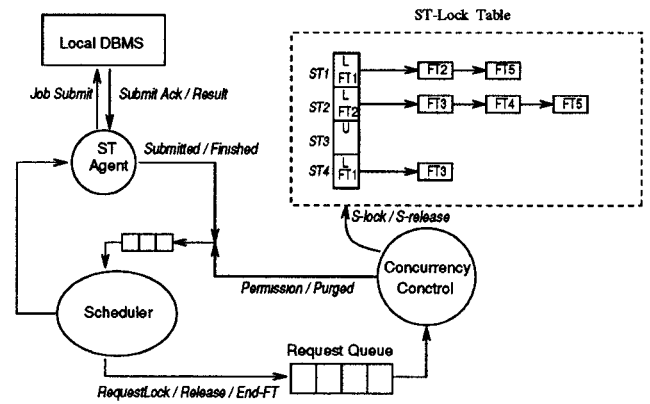 ST-Lock Table
Local DBMS
Job Submit
Submit Ack / Result
ST Agent
Submitted / Finished
ST1
L
FT1
FT2
FT5
ST2
L
FT2
FT3
FT4
FT5
ST3
U
ST4
L
FT1
FT3
S-lock / S-release
Concurrency
Conctrol
Permission / Purged
Scheduler
Request Queue
RequestLock / Release / End-FT